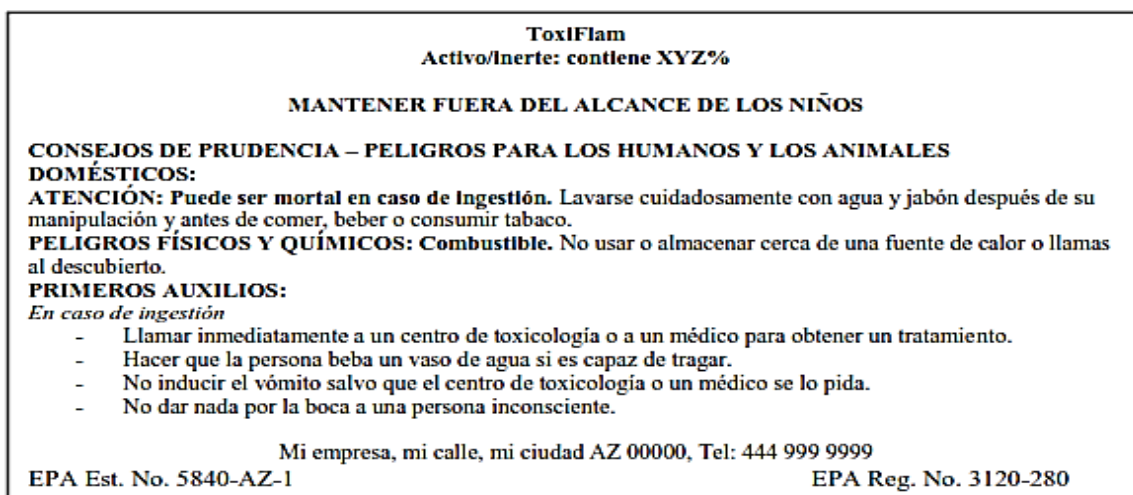 ToxiFlam
Activo/Inerte: contiene XYZ%
MANTENER FUERA DEL ALCANCE DE LOS NIÑOS
CONSEJOS DE PRUDENCIA – PELIGROS PARA LOS HUMANOS Y LOS ANIMALES
DOMÉSTICOS:
ATENCIÓN: Puede ser mortal en caso de ingestión. Lavarse cuidadosamente con agua y jabón después de su
manipulación y antes de comer, beber o consumir tabaco.
PELIGROS FÍSICOS Y QUÍMICOS: Combustible. No usar o almacenar cerca de una fuente de calor o llamas
al descubierto.
PRIMEROS AUXILIOS:
En caso de ingestión
- Llamar inmediatamente a un centro de toxicología o a un médico para obtener un tratamiento.
- Hacer que la persona beba un vaso de agua si es capaz de tragar.
- No inducir el vómito salvo que el centro de toxicología o un médico se lo pida.
- No dar nada por la boca a una persona inconsciente.
Mi empresa, mi calle, mi ciudad AZ 00000, Tel: 444 999 9999
EPA Est. No. 5840-AZ-1 EPA Reg. No. 3120-280